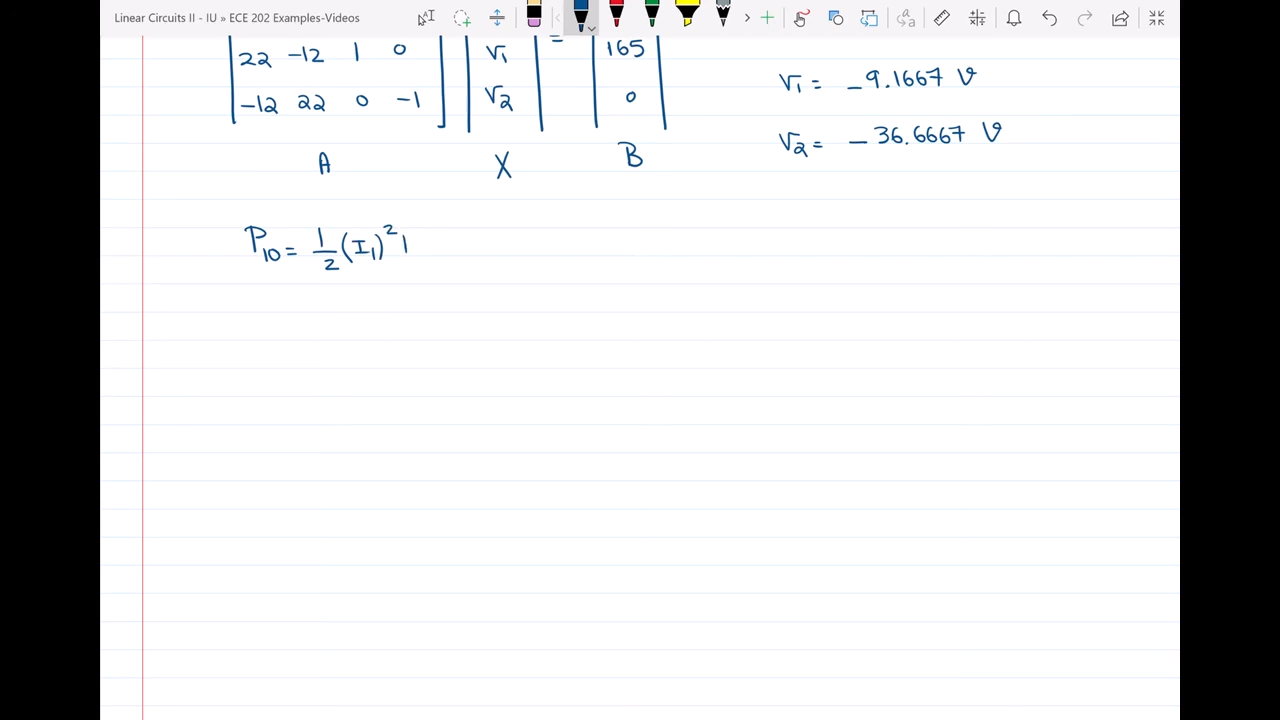 Linear Circuits II - IU » ECE 202 Examples-Videos
22 -12 1 0 V1 = 165
V1 = -9.1667 V
-12 22 0 -1 V2 0
V2 = -36.6667 V
A X B
P10 = 1/2 (I1)^2 1